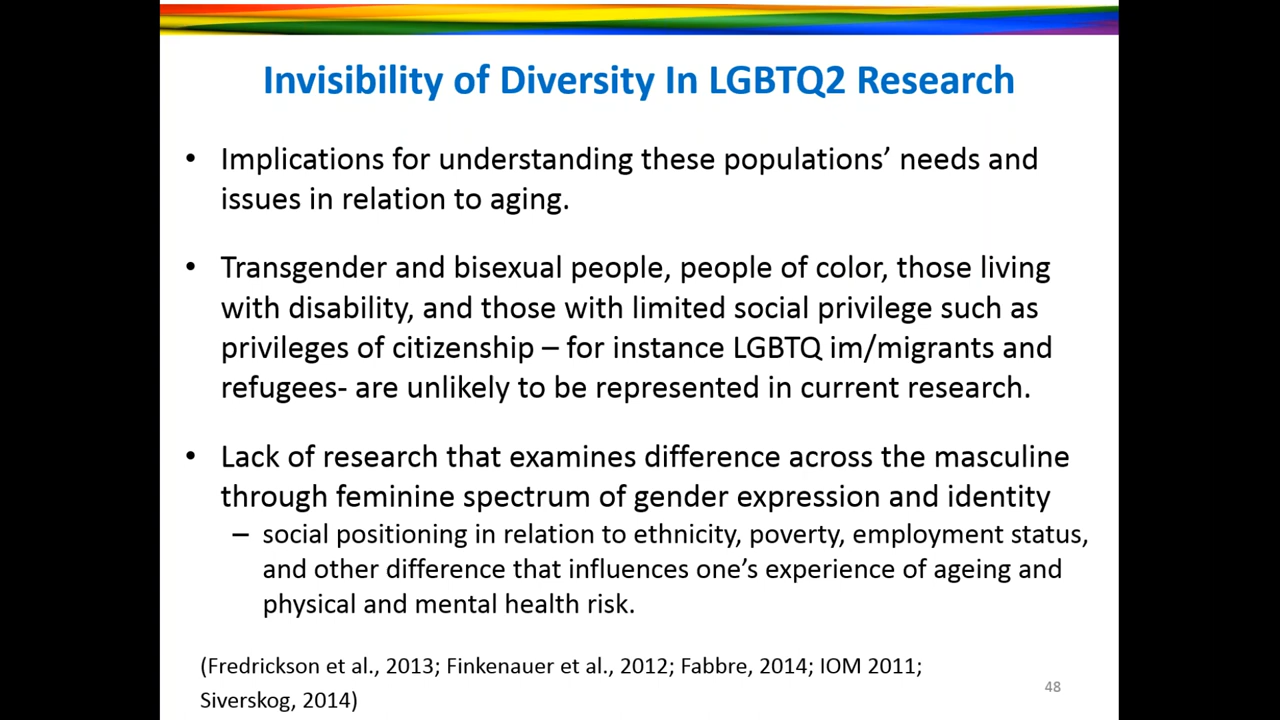 Invisibility of Diversity In LGBTQ2 Research
• Implications for understanding these populations’ needs and
issues in relation to aging.
• Transgender and bisexual people, people of color, those living
with disability, and those with limited social privilege such as
privileges of citizenship – for instance LGBTQ im/migrants and
refugees- are unlikely to be represented in current research.
• Lack of research that examines difference across the masculine
through feminine spectrum of gender expression and identity
– social positioning in relation to ethnicity, poverty, employment status,
and other difference that influences one’s experience of ageing and
physical and mental health risk.
(Fredrickson et al., 2013; Finkenauer et al., 2012; Fabbre, 2014; IOM 2011;
Siverskog, 2014)
48